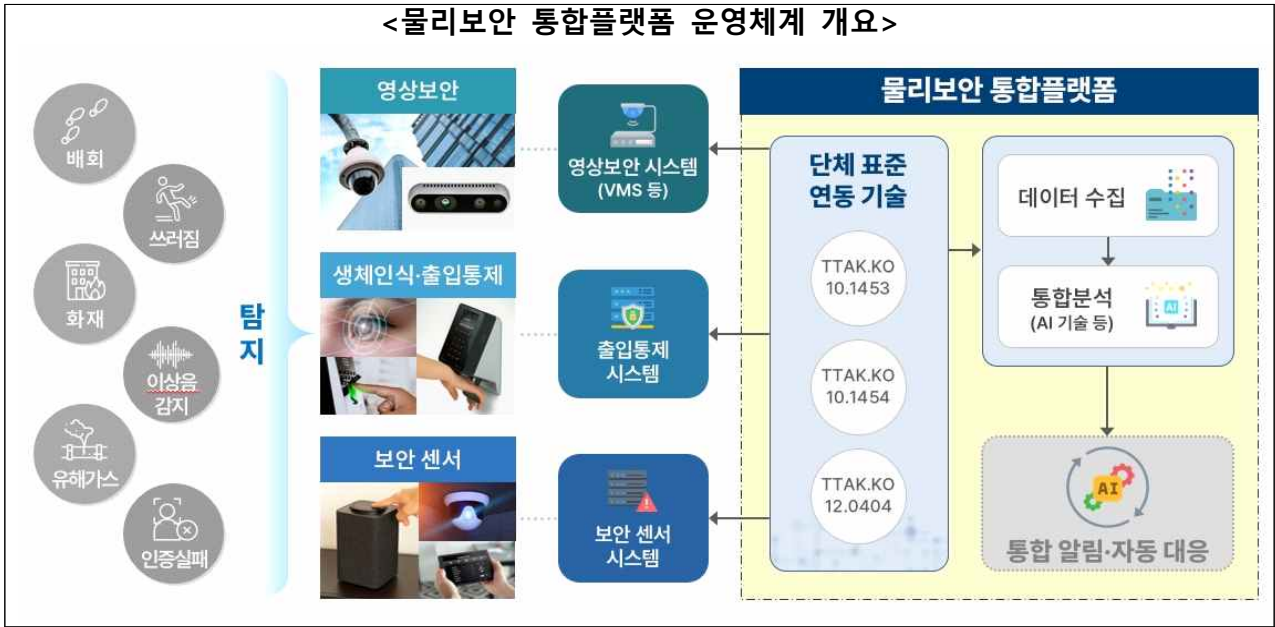 <물리보안 통합플랫폼 운영체계 개요>
배회
쓰러짐
화재
이상음
감지
유해가스
인증실패
탐
지
영상보안
생체인식·출입통제
보안 센서
영상보안 시스템
(VMS 등)
출입통제
시스템
보안 센서
시스템
물리보안 통합플랫폼
단체 표준
연동 기술
TTAK.KO
10.1453
TTAK.KO
10.1454
TTAK.KO
12.0404
데이터 수집
통합분석
(AI 기술 등)
AI
AI
통합 알림·자동 대응